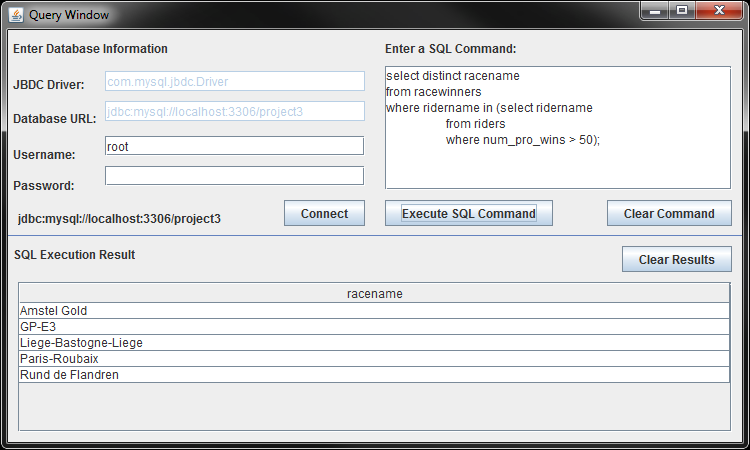 Query Window
Enter Database Information
JBDC Driver:
com.mysql.jbdc.Driver
Database URL:
jdbc:mysql://localhost:3306/project3
Username:
root
Password:
jdbc:mysql://localhost:3306/project3
Connect
Enter a SQL Command:
select distinct racename
from racewinners
where ridername in (select ridername
from riders
where num_pro_wins > 50);
Execute SQL Command
Clear Command
SQL Execution Result
Clear Results
racename
Amstel Gold
GP-E3
Liege-Bastogne-Liege
Paris-Roubaix
Rund de Flandren